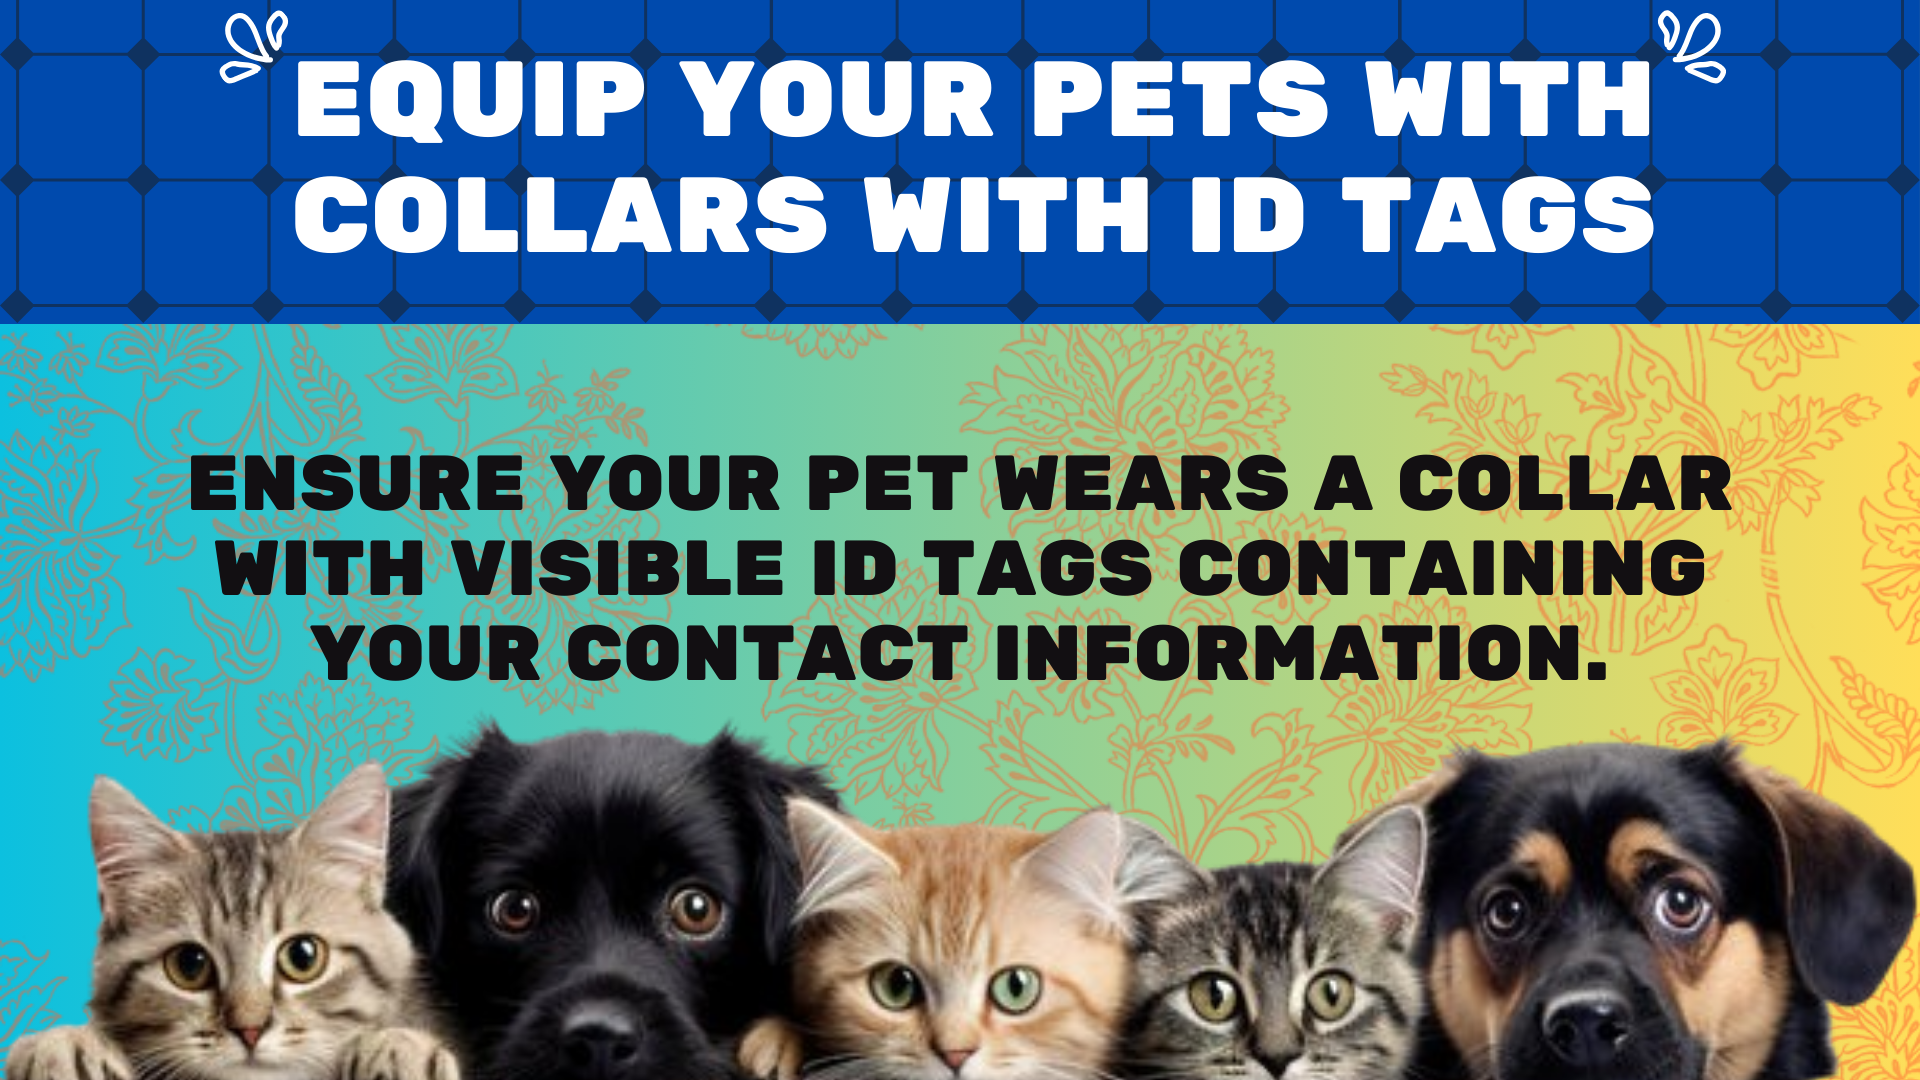 EQUIP YOUR PETS WITH
COLLARS WITH ID TAGS
ENSURE YOUR PET WEARS A COLLAR
WITH VISIBLE ID TAGS CONTAINING
YOUR CONTACT INFORMATION.